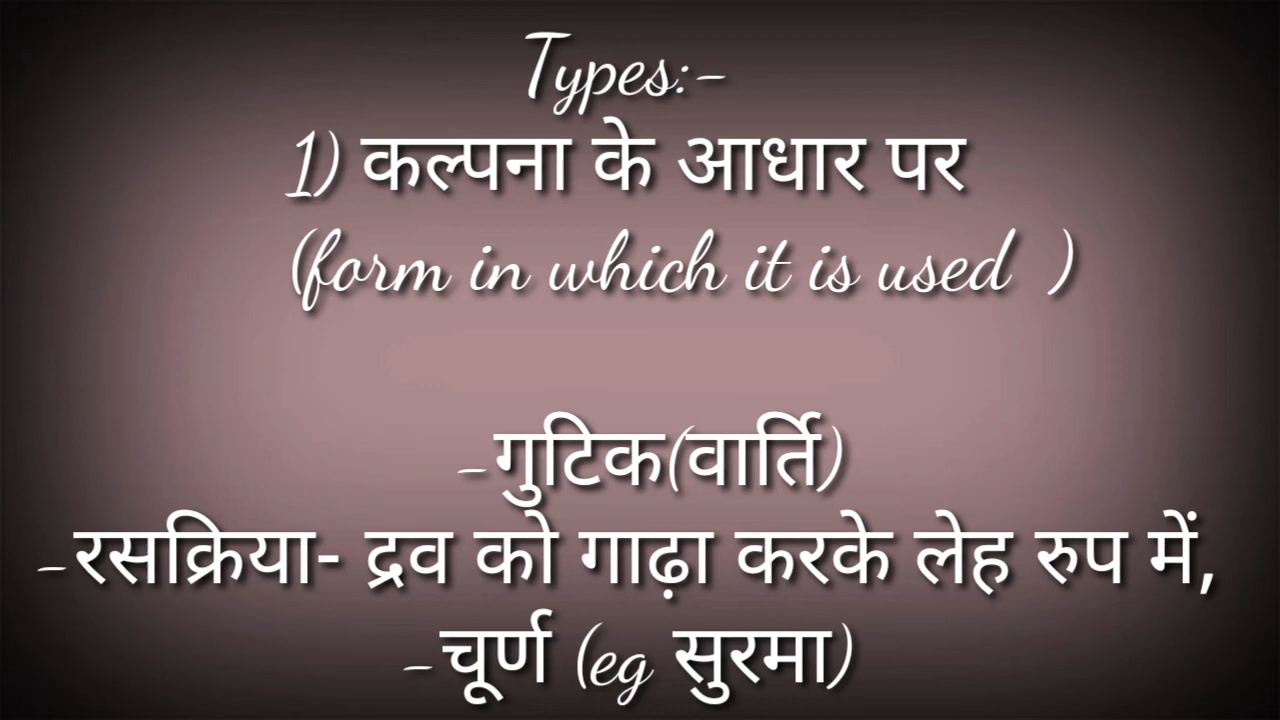 Types:-
1) कल्पना के आधार पर
(form in which it is used )
-गुटिक(वार्ति)
-रसक्रिया- द्रव को गाढ़ा करके लेह रुप में,
-चूर्ण (eg सुरमा)